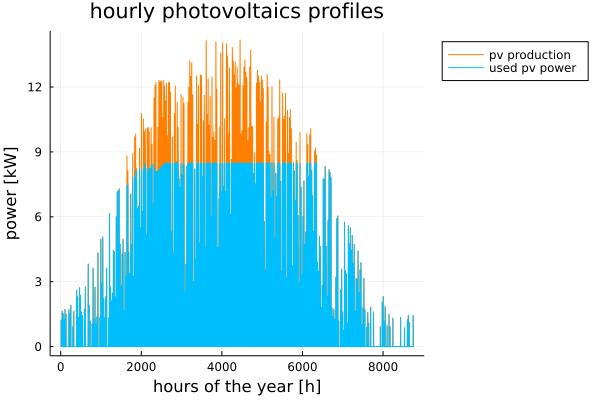 hourly photovoltaics profiles
pv production
used pv power
power [kW]
12
9
6
3
0
0
2000
4000
6000
8000
hours of the year [h]